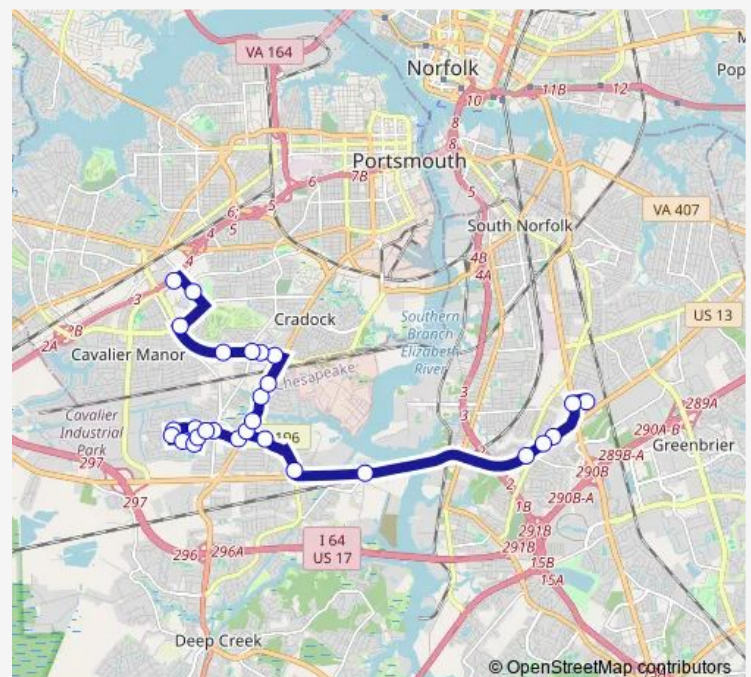 VA 164
Norfolk
10
11B
12
8
Portsmouth
8
6
7B
5
6
5
5
4
VA 407
South Norfolk
4
4B
4A
3
Cradock
Southern
Branch
Elizabeth
River
US 13
2B
2A
Cavalier Manor
Chesapeake
3
3
Cavalier
Industrial
Park
196
289A
290A-B
Greenbrier
297
289B-A
290B
2
297
290B-A
1B
I 64
US 17
291B
296
296A
291B
15B
15A
Deep Creek
© OpenStreetMap contributors